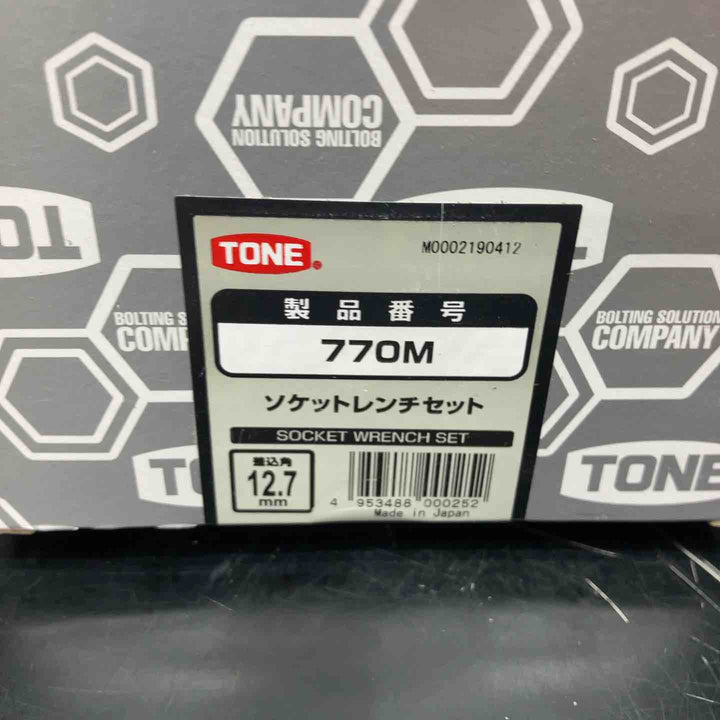 BOLTING SOLUTION
COMPANY
TONE
BOLTING SOLUTION
COMPANY
TONE
M0002190412
製品番号
770M
ソケットレンチセット
SOCKET WRENCH SET
差込角
12.7
mm
4 953488 000252
Made in Japan
TONE